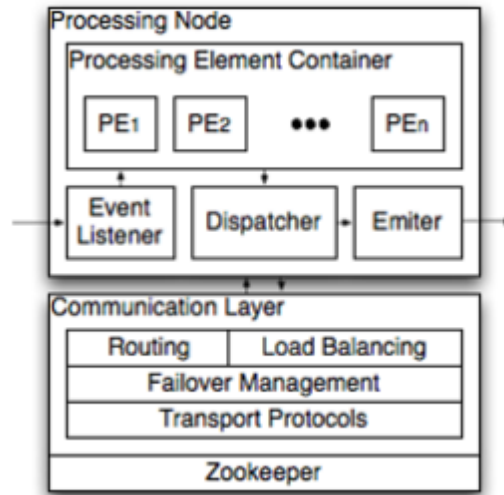 Processing Node
Processing Element Container
PE1 PE2 ••• PEn
Event Listener Dispatcher Emiter
Communication Layer
Routing Load Balancing
Failover Management
Transport Protocols
Zookeeper